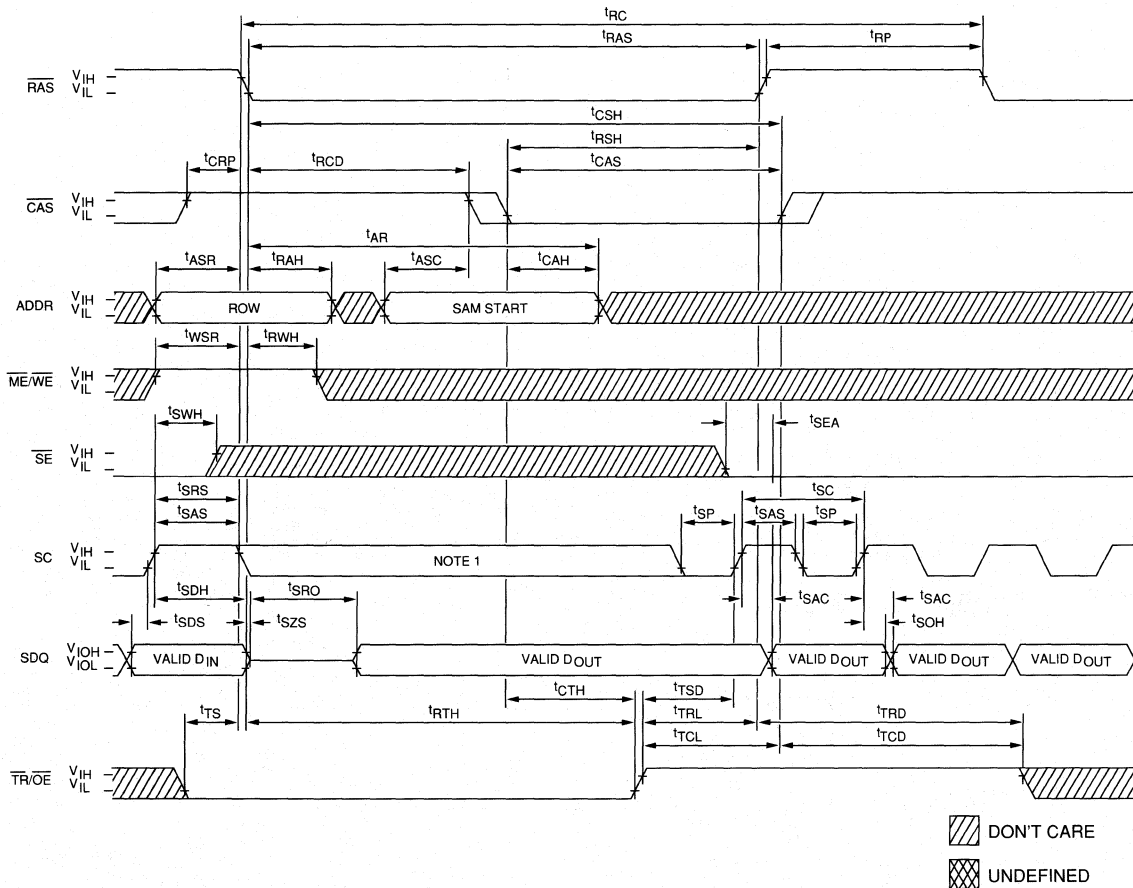 tRC
tRAS
tRP
RAS
VIH
VIL
tCSH
tRSH
tCRP
tRCD
tCAS
CAS
VIH
VIL
tAR
tASR
tRAH
tASC
tCAH
ADDR
VIH
VIL
ROW
SAM START
tWSR
tRWH
ME/WE
VIH
VIL
tSWH
tSEA
SE
VIH
VIL
tSRS
tSC
tSAS
tSP
tSAS
tSP
SC
VIH
VIL
NOTE 1
tSDH
tSRO
tSAC
tSAC
tSDS
tSZS
tSOH
SDQ
VIOH
VIOL
VALID DIN
VALID DOUT
VALID DOUT
VALID DOUT
VALID DOUT
tCTH
tTSD
tTS
tRTH
tTRL
tTRD
tTCL
tTCD
TR/OE
VIH
VIL
DON'T CARE
UNDEFINED